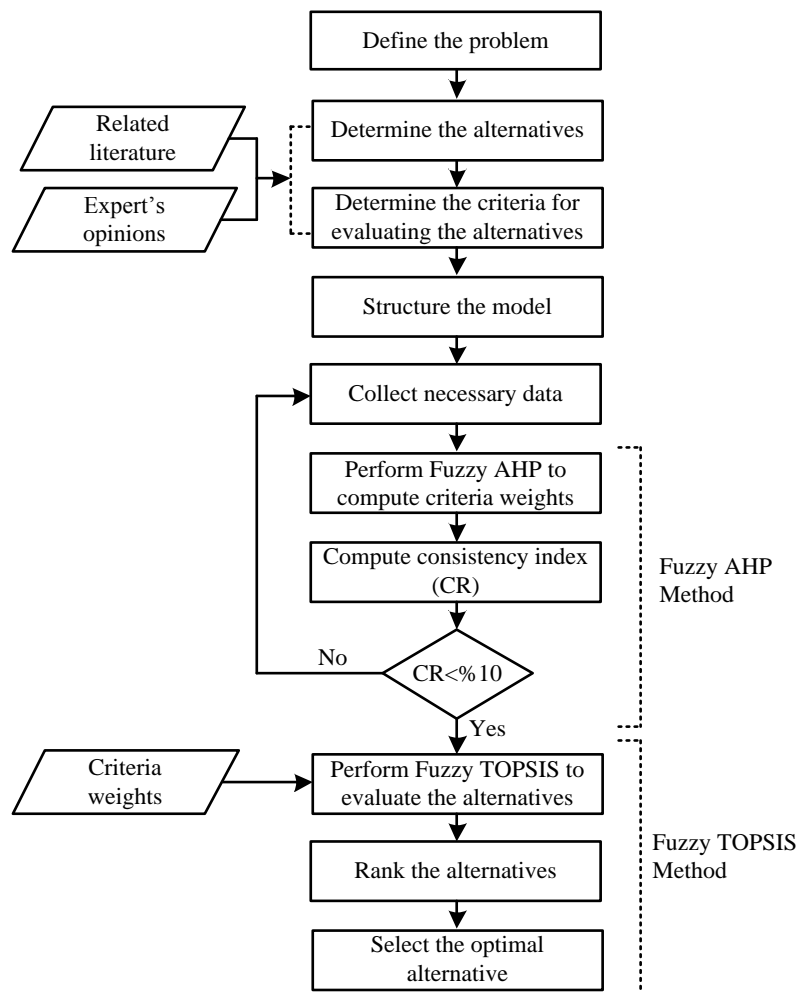 Define the problem
Related
literature
Determine the alternatives
Expert’s
opinions
Determine the criteria for
evaluating the alternatives
Structure the model
Collect necessary data
Perform Fuzzy AHP to
compute criteria weights
Compute consistency index
(CR)
Fuzzy AHP
Method
No
CR<%10
Yes
Criteria
weights
Perform Fuzzy TOPSIS to
evaluate the alternatives
Rank the alternatives
Fuzzy TOPSIS
Method
Select the optimal
alternative